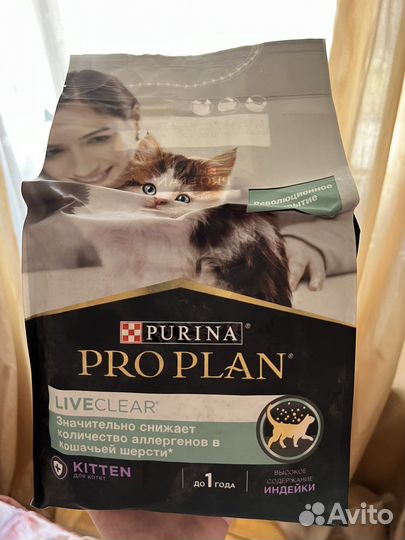 РЕВОЛЮЦИОННОЕ
PURINA
PRO PLAN
LIVECLEAR
Значительно снижает
количество аллергенов в
кошачьей шерсти*
KITTEN
для котят
ДО 1 ГОДА
ВЫСОКОЕ
СОДЕРЖАНИЕ
ИНДЕЙКИ
Avito